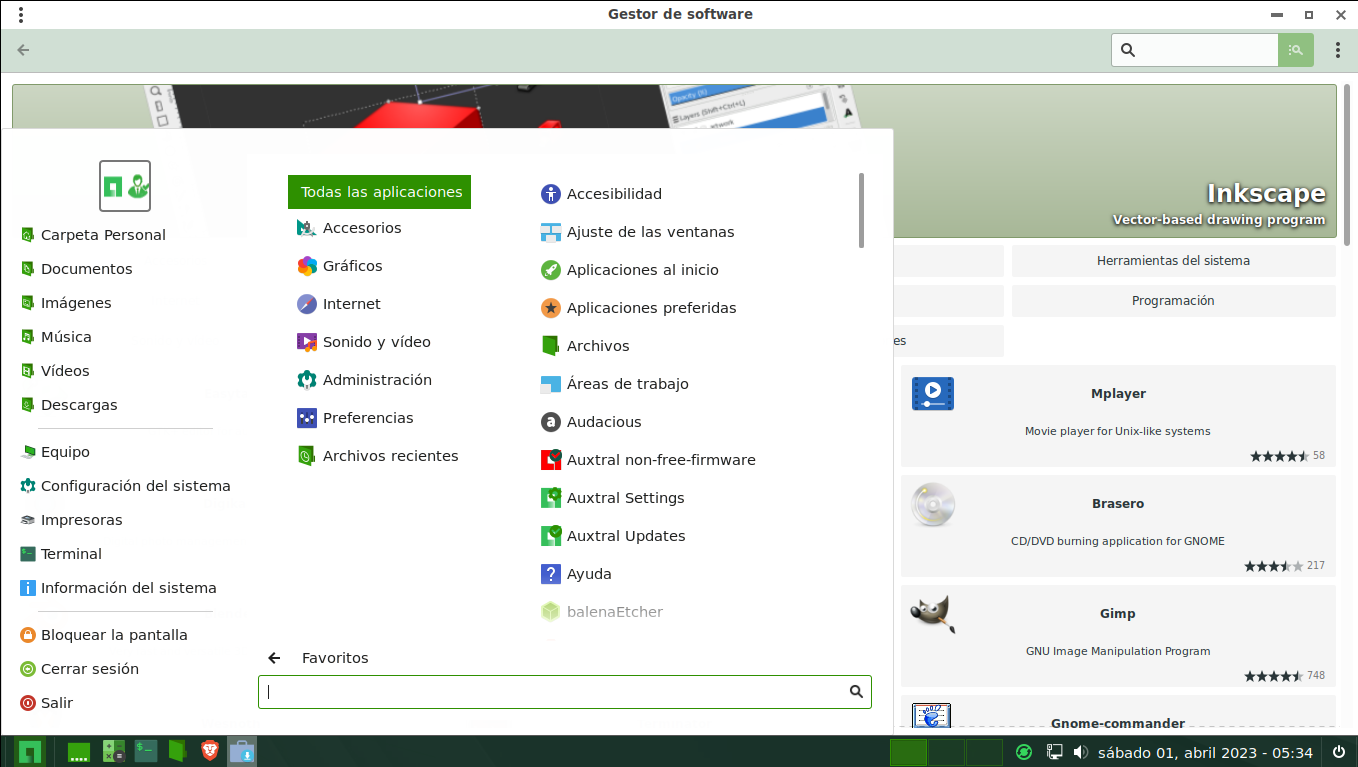 Gestor de software
Opacity (%)
Layers (Shift+Ctrl+L)
artwork
Inkscape
Vector-based drawing program
Herramientas del sistema
Programación
es
Mplayer
Movie player for Unix-like systems
58
Brasero
CD/DVD burning application for GNOME
217
Gimp
GNU Image Manipulation Program
748
Gnome-commander
Carpeta Personal
Documentos
Imágenes
Música
Vídeos
Descargas
Equipo
Configuración del sistema
Impresoras
Terminal
Información del sistema
Bloquear la pantalla
Cerrar sesión
Salir
Todas las aplicaciones
Accesorios
Gráficos
Internet
Sonido y vídeo
Administración
Preferencias
Archivos recientes
Accesibilidad
Ajuste de las ventanas
Aplicaciones al inicio
Aplicaciones preferidas
Archivos
Áreas de trabajo
Audacious
Auxtral non-free-firmware
Auxtral Settings
Auxtral Updates
Ayuda
balenaEtcher
Favoritos
sábado 01, abril 2023 - 05:34